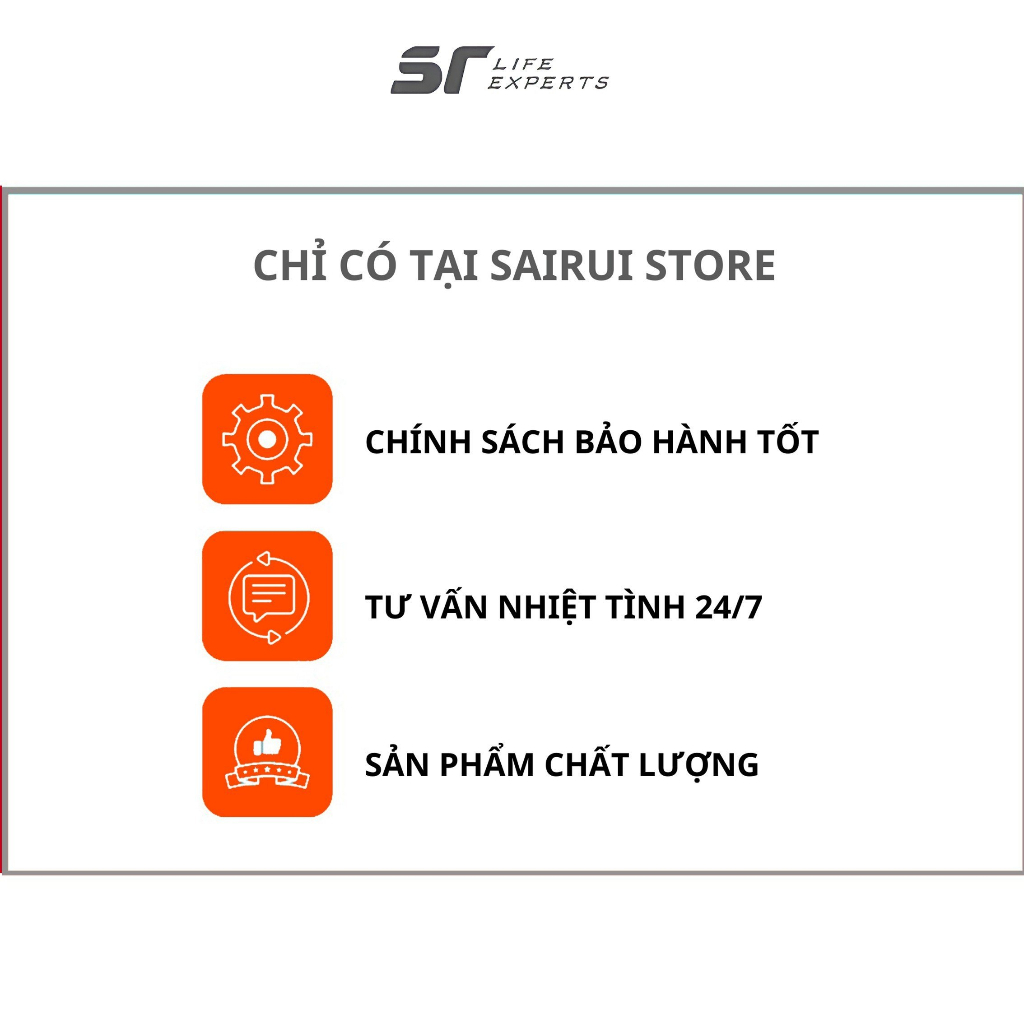 Sr LIFE
EXPERTS
CHỈ CÓ TẠI SAIRUI STORE
CHÍNH SÁCH BẢO HÀNH TỐT
TƯ VẤN NHIỆT TÌNH 24/7
SẢN PHẨM CHẤT LƯỢNG